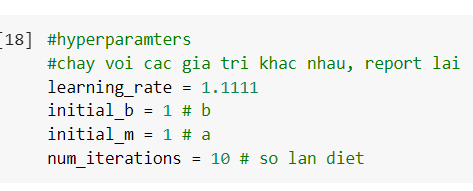 [18] #hyperparamters
#chay voi cac gia tri khac nhau, report lai
learning_rate = 1.1111
initial_b = 1 # b
initial_m = 1 # a
num_iterations = 10 # so lan diet